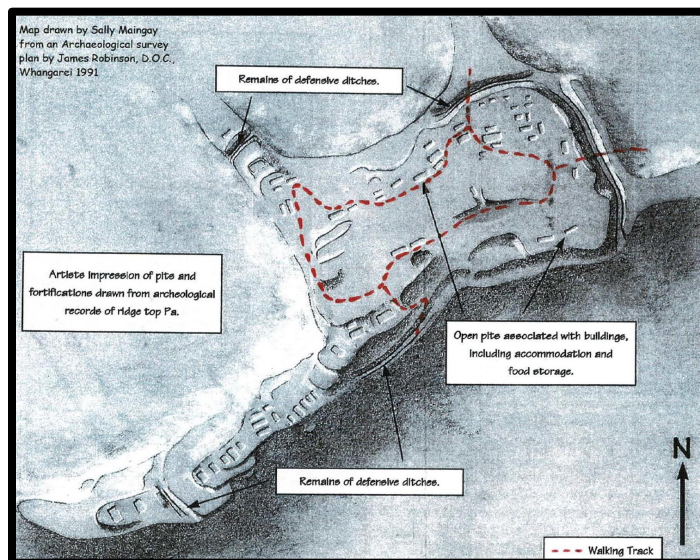 Map drawn by Sally Maingay
from an Archaeological survey
plan by James Robinson, D.O.C.,
Whangarei 1991
Remains of defensive ditches.
Artists impression of pits and
fortifications drawn from archeological
records of ridge top Pa.
Open pits associated with buildings,
including accommodation and
food storage.
Remains of defensive ditches.
N
Walking Track